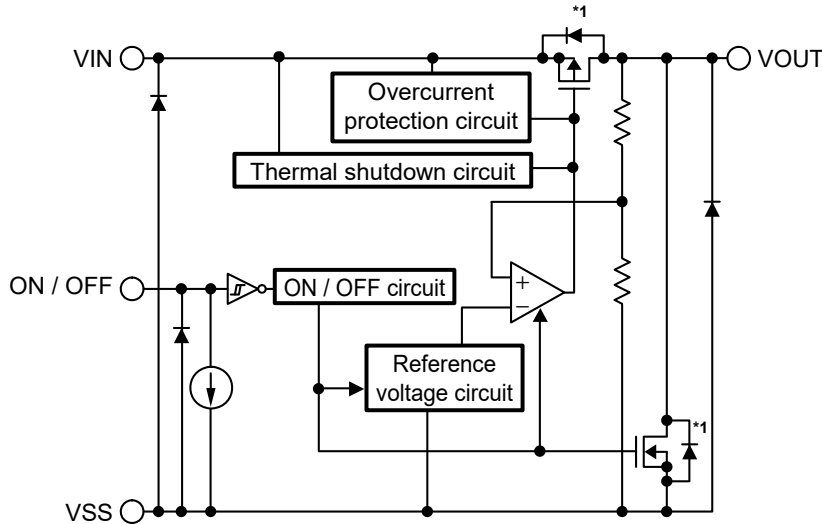 *1
VIN
VOUT
Overcurrent
protection circuit
Thermal shutdown circuit
+
−
ON / OFF
ON / OFF circuit
Reference
voltage circuit
*1
VSS